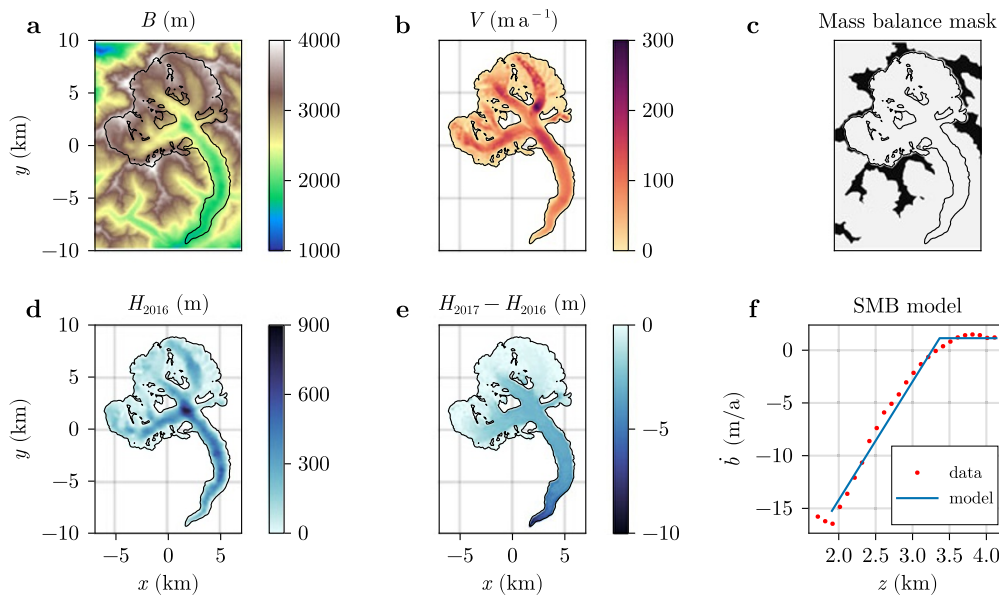 a
B (m)
10
5
0
−5
−10
y (km)
4000
3000
2000
1000
b
V (m a⁻¹)
300
200
100
0
c
Mass balance mask
d
H₂₀₁₆ (m)
10
5
0
−5
−10
y (km)
−5
0
5
x (km)
900
600
300
0
e
H₂₀₁₇ − H₂₀₁₆ (m)
−5
0
5
x (km)
0
−5
−10
f
SMB model
0
−5
−10
−15
ḃ (m/a)
data
model
2.0 2.5 3.0 3.5 4.0
z (km)